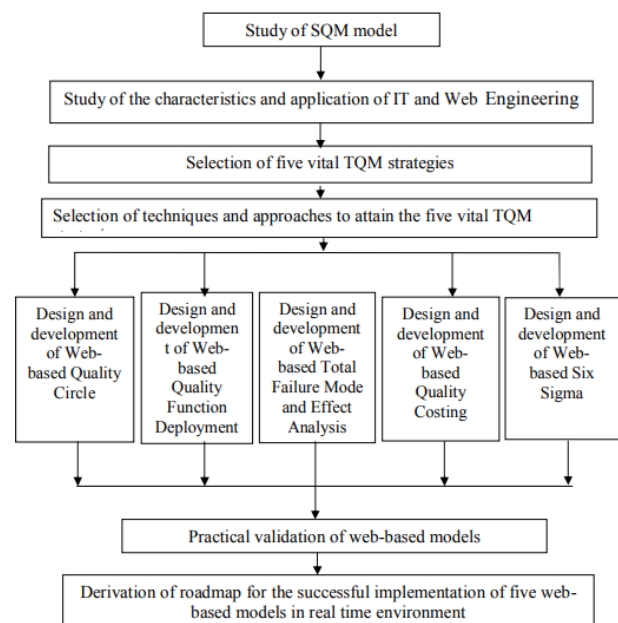 Study of SQM model
Study of the characteristics and application of IT and Web Engineering
Selection of five vital TQM strategies
Selection of techniques and approaches to attain the five vital TQM
Design and
development
of Web-
based Quality
Circle
Design and
developmen
t of Web-
based
Quality
Function
Deployment
Design and
development
of Web-
based Total
Failure Mode
and Effect
Analysis
Design and
development
of Web-
based
Quality
Costing
Design and
development
of Web-
based Six
Sigma
Practical validation of web-based models
Derivation of roadmap for the successful implementation of five web-
based models in real time environment